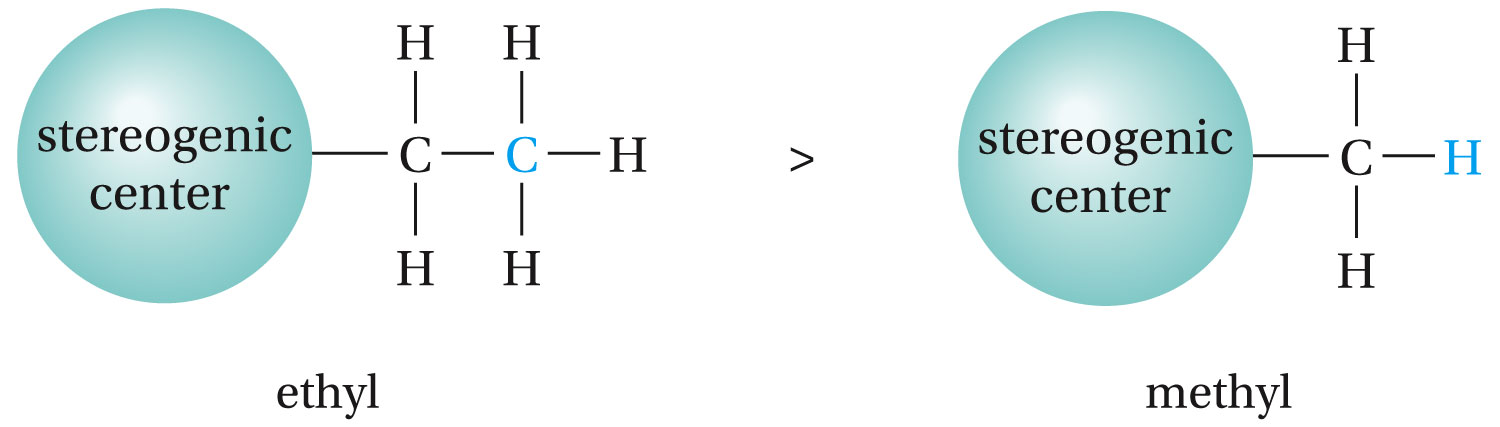 H H H
stereogenic C C H > stereogenic C H
center center
H H H
ethyl methyl